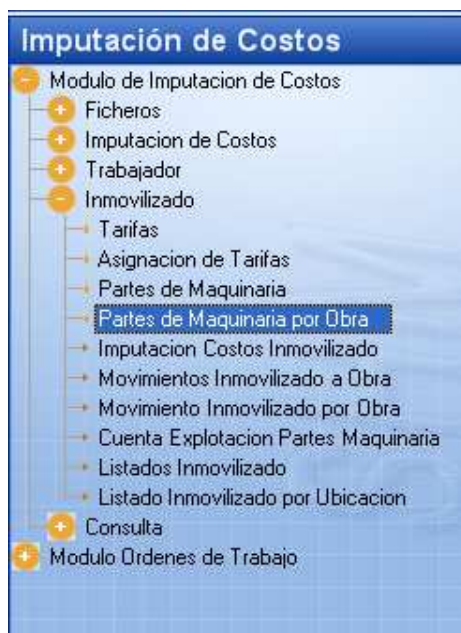 Imputación de Costos
Modulo de Imputacion de Costos
Ficheros
Imputacion de Costos
Trabajador
Inmovilizado
Tarifas
Asignacion de Tarifas
Partes de Maquinaria
Partes de Maquinaria por Obra
Imputacion Costos Inmovilizado
Movimientos Inmovilizado a Obra
Movimiento Inmovilizado por Obra
Cuenta Explotacion Partes Maquinaria
Listados Inmovilizado
Listado Inmovilizado por Ubicacion
Consulta
Modulo Ordenes de Trabajo